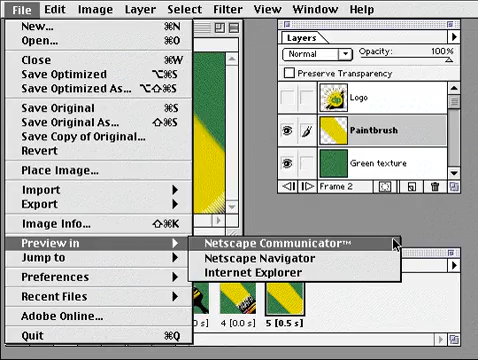 File Edit Image Layer Select Filter View Window Help
New... ⌘N
Open... ⌘O
Close ⌘W
Save Optimized ⌥⌘S
Save Optimized As... ⌥⇧⌘S
Save Original ⌘S
Save Original As... ⇧⌘S
Save Copy of Original...
Revert
Place Image...
Import
Export
Image Info... ⇧⌘K
Preview in
Jump to
Preferences
Recent Files
Adobe Online...
Quit ⌘Q
Netscape Communicator™
Netscape Navigator
Internet Explorer
4 [0.0 s] 5 [0.5 s]
Layers
Normal Opacity: 100%
Preserve Transparency
Logo
Paintbrush
Green texture
Frame 2